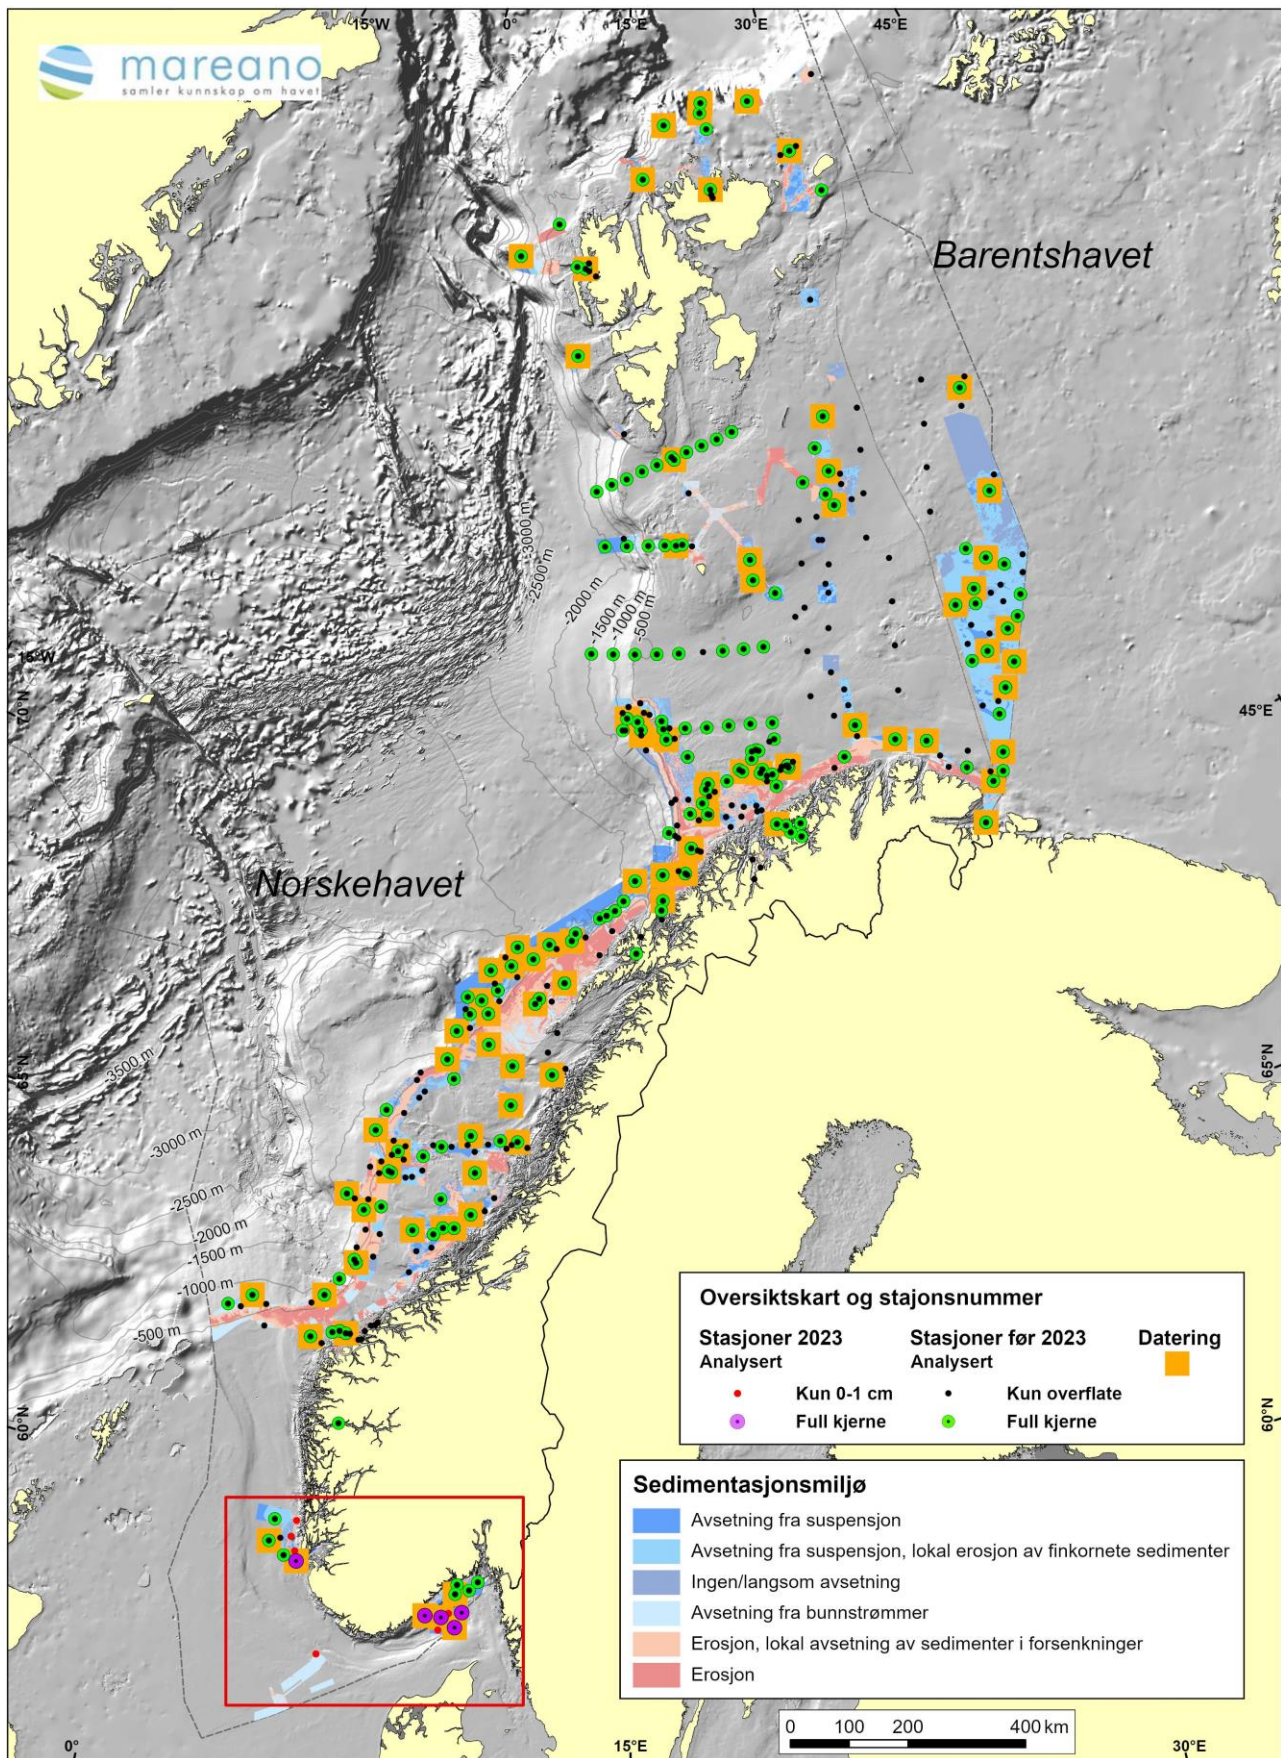 15°W 0° 15°E 30°E 45°E
mareano
samler kunnskap om havet
Barentshavet
-3000 m
-2500 m
-2000 m
-1500 m
-1000 m
-500 m
15°W
70°N
45°E
Norskehavet
65°N
65°N
-3500 m
-3000 m
-2500 m
-2000 m
-1500 m
-1000 m
-500 m
60°N
60°N
Oversiktskart og stajonsnummer
Stasjoner 2023 Stasjoner før 2023 Datering
Analysert Analysert
Kun 0-1 cm Kun overflate
Full kjerne Full kjerne
Sedimentasjonsmiljø
Avsetning fra suspensjon
Avsetning fra suspensjon, lokal erosjon av finkornete sedimenter
Ingen/langsom avsetning
Avsetning fra bunnstrømmer
Erosjon, lokal avsetning av sedimenter i forsenkninger
Erosjon
0 100 200 400 km
0° 15°E 30°E